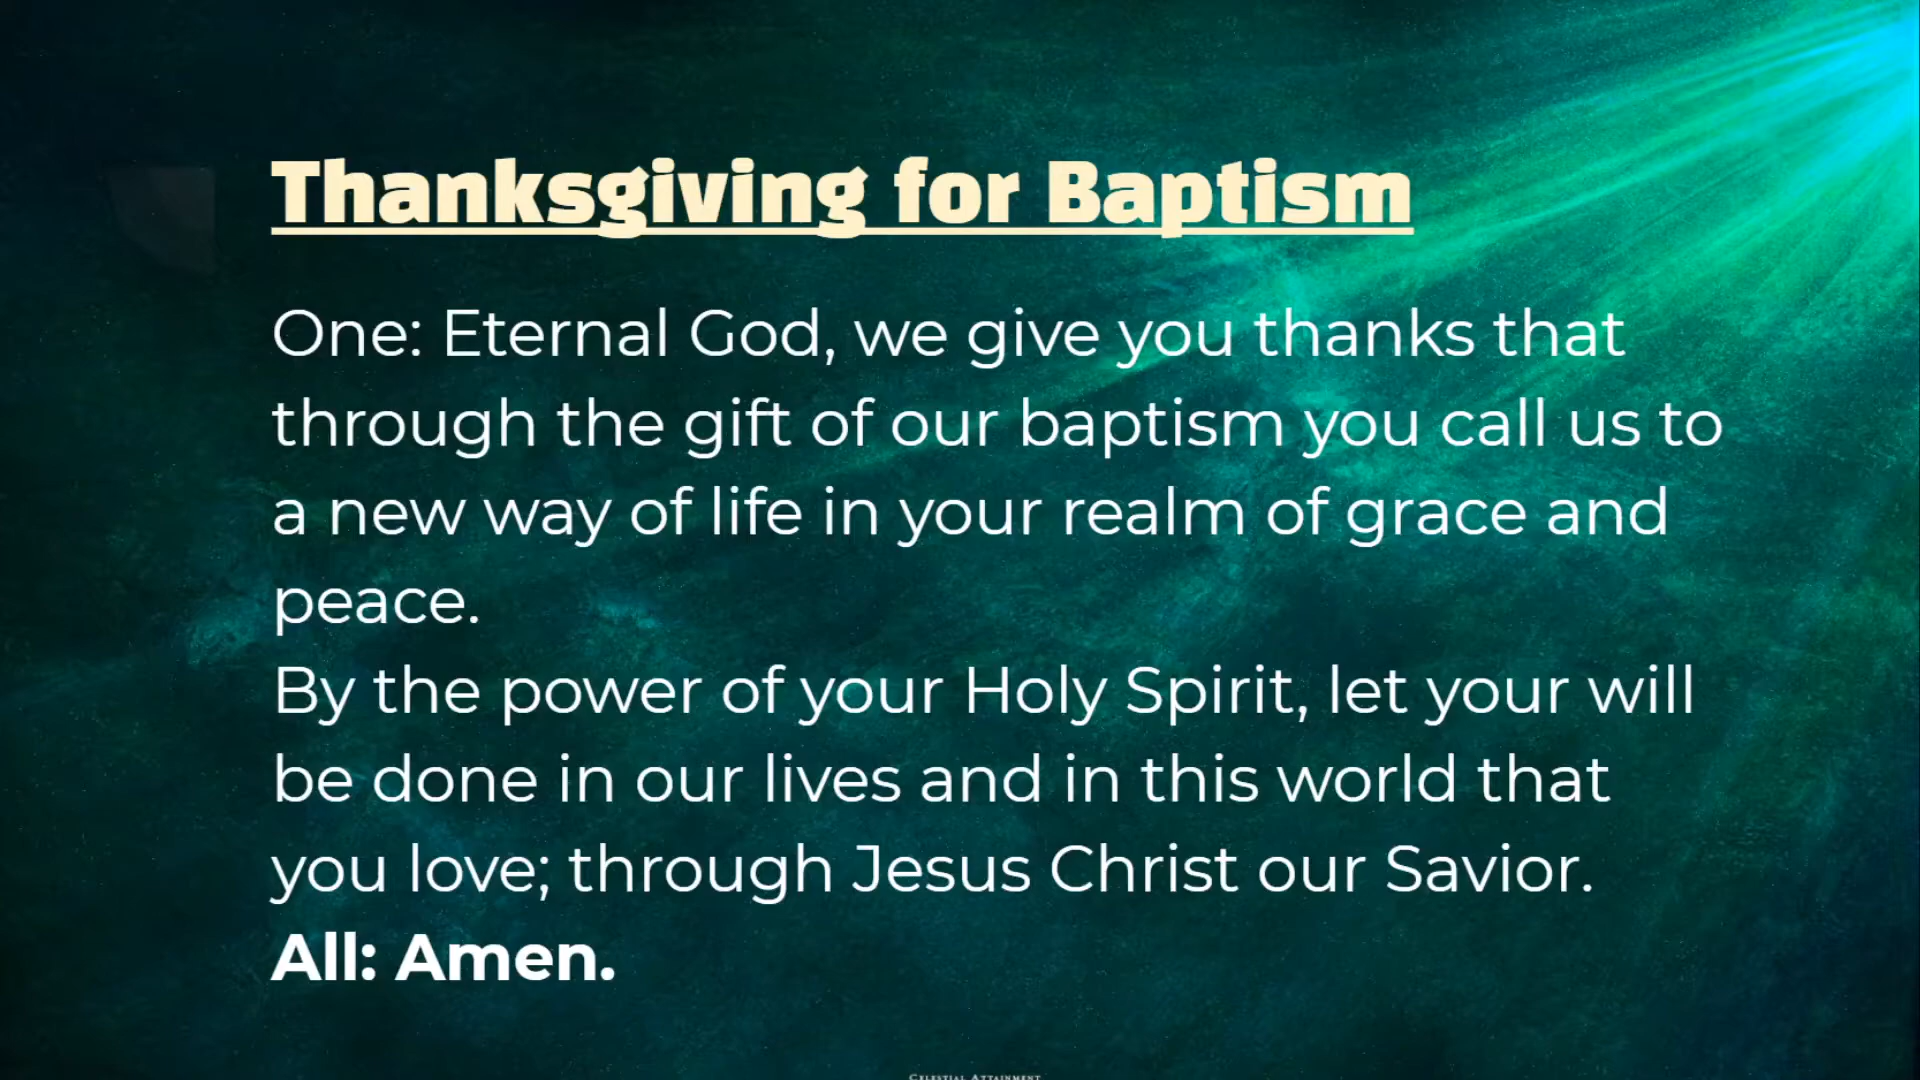 Thanksgiving for Baptism
One: Eternal God, we give you thanks that
through the gift of our baptism you call us to
a new way of life in your realm of grace and
peace.
By the power of your Holy Spirit, let your will
be done in our lives and in this world that
you love; through Jesus Christ our Savior.
All: Amen.
Celestial Attainment